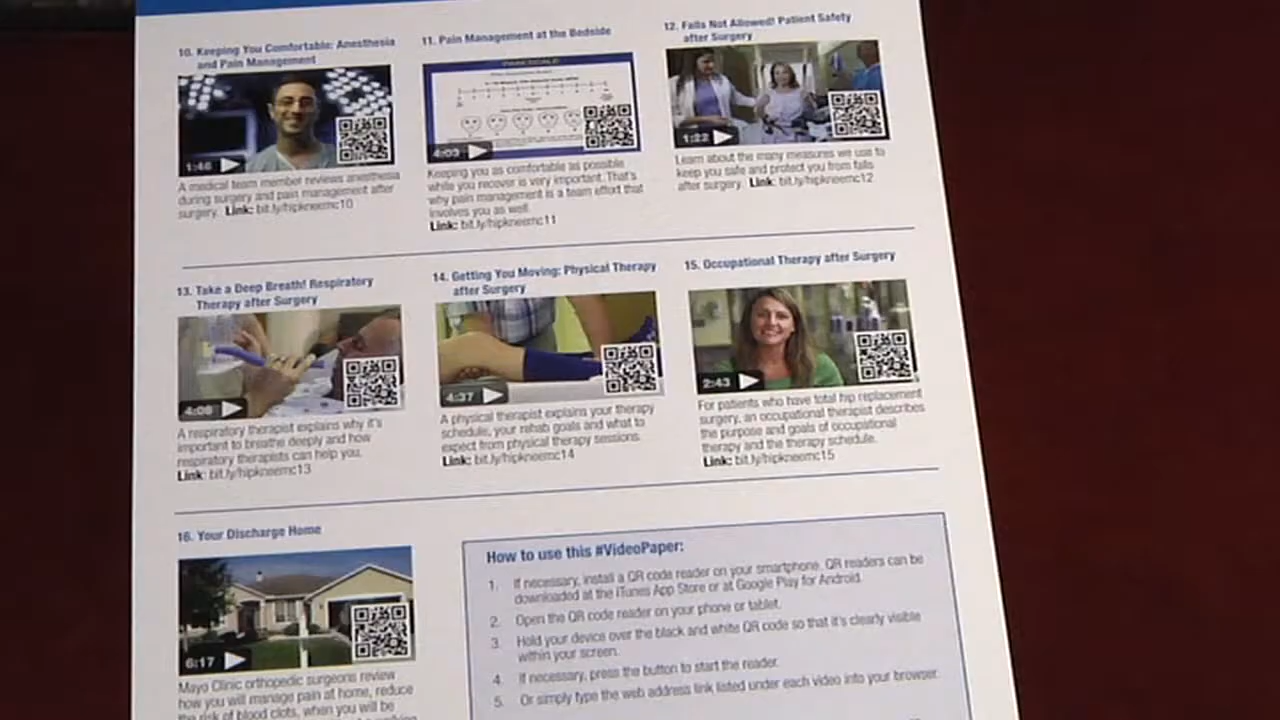 10. Keeping You Comfortable: Anesthesia
and Pain Management
1:46
A medical team member reviews anesthesia
during surgery and pain management after
surgery. Link: bit.ly/hipkneemc10
11. Pain Management at the Bedside
4:03
Keeping you as comfortable as possible
while you recover is very important. That's
why pain management is a team effort that
involves you as well.
Link: bit.ly/hipkneemc11
12. Falls Not Allowed! Patient Safety
after Surgery
1:22
Learn about the many measures we use to
keep you safe and protect you from falls
after surgery. Link: bit.ly/hipkneemc12
13. Take a Deep Breath! Respiratory
Therapy after Surgery
4:08
A respiratory therapist explains why it's
important to breathe deeply and how
respiratory therapists can help you.
Link: bit.ly/hipkneemc13
14. Getting You Moving: Physical Therapy
after Surgery
4:37
A physical therapist explains your therapy
schedule, your rehab goals and what to
expect from physical therapy sessions.
Link: bit.ly/hipkneemc14
15. Occupational Therapy after Surgery
2:43
For patients who have total hip replacement
surgery, an occupational therapist describes
the purpose and goals of occupational
therapy and the therapy schedule.
Link: bit.ly/hipkneemc15
16. Your Discharge Home
6:17
Mayo Clinic orthopedic surgeons review
how you will manage pain at home, reduce
the risk of blood clots, when you will be
How to use this #VideoPaper:
1. If necessary, install a QR code reader on your smartphone. QR readers can be
downloaded at the iTunes App Store or at Google Play for Android.
2. Open the QR code reader on your phone or tablet.
3. Hold your device over the black and white QR code so that it's clearly visible
within your screen.
4. If necessary, press the button to start the reader.
5. Or simply type the web address link listed under each video into your browser.